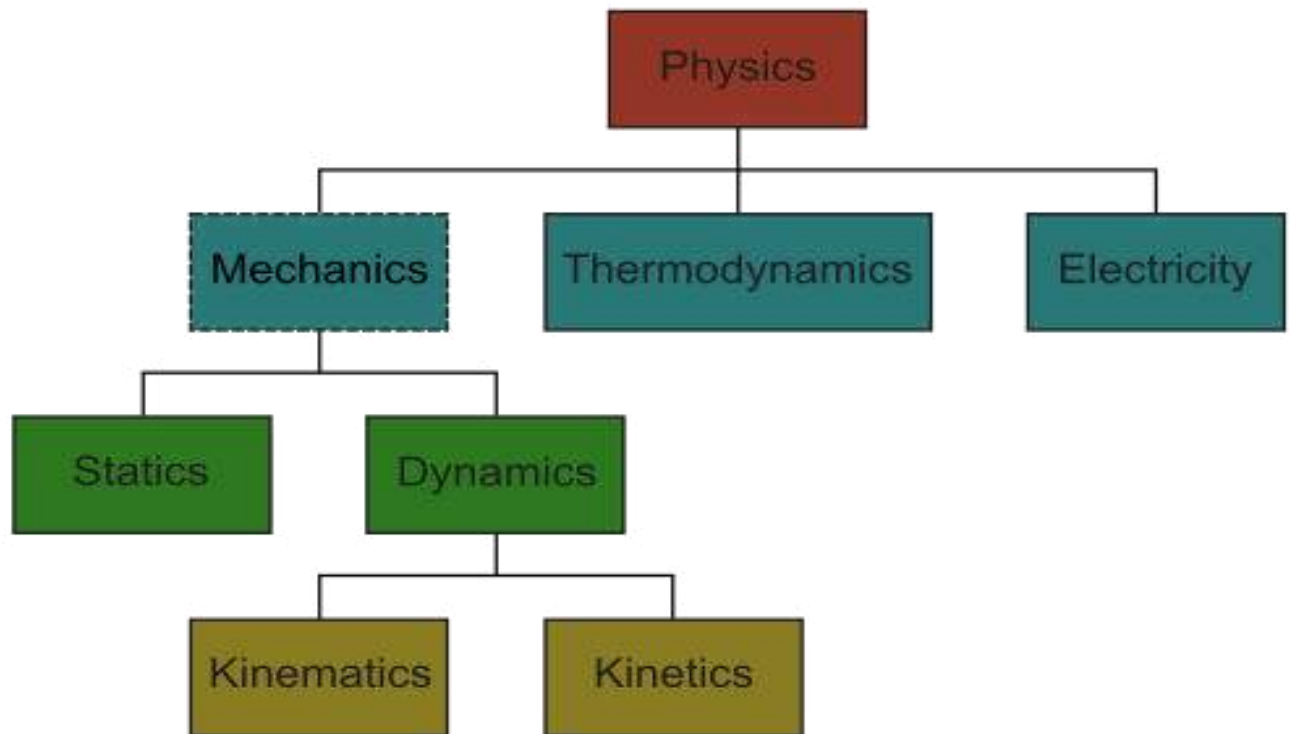 Physics
Mechanics
Thermodynamics
Electricity
Statics
Dynamics
Kinematics
Kinetics